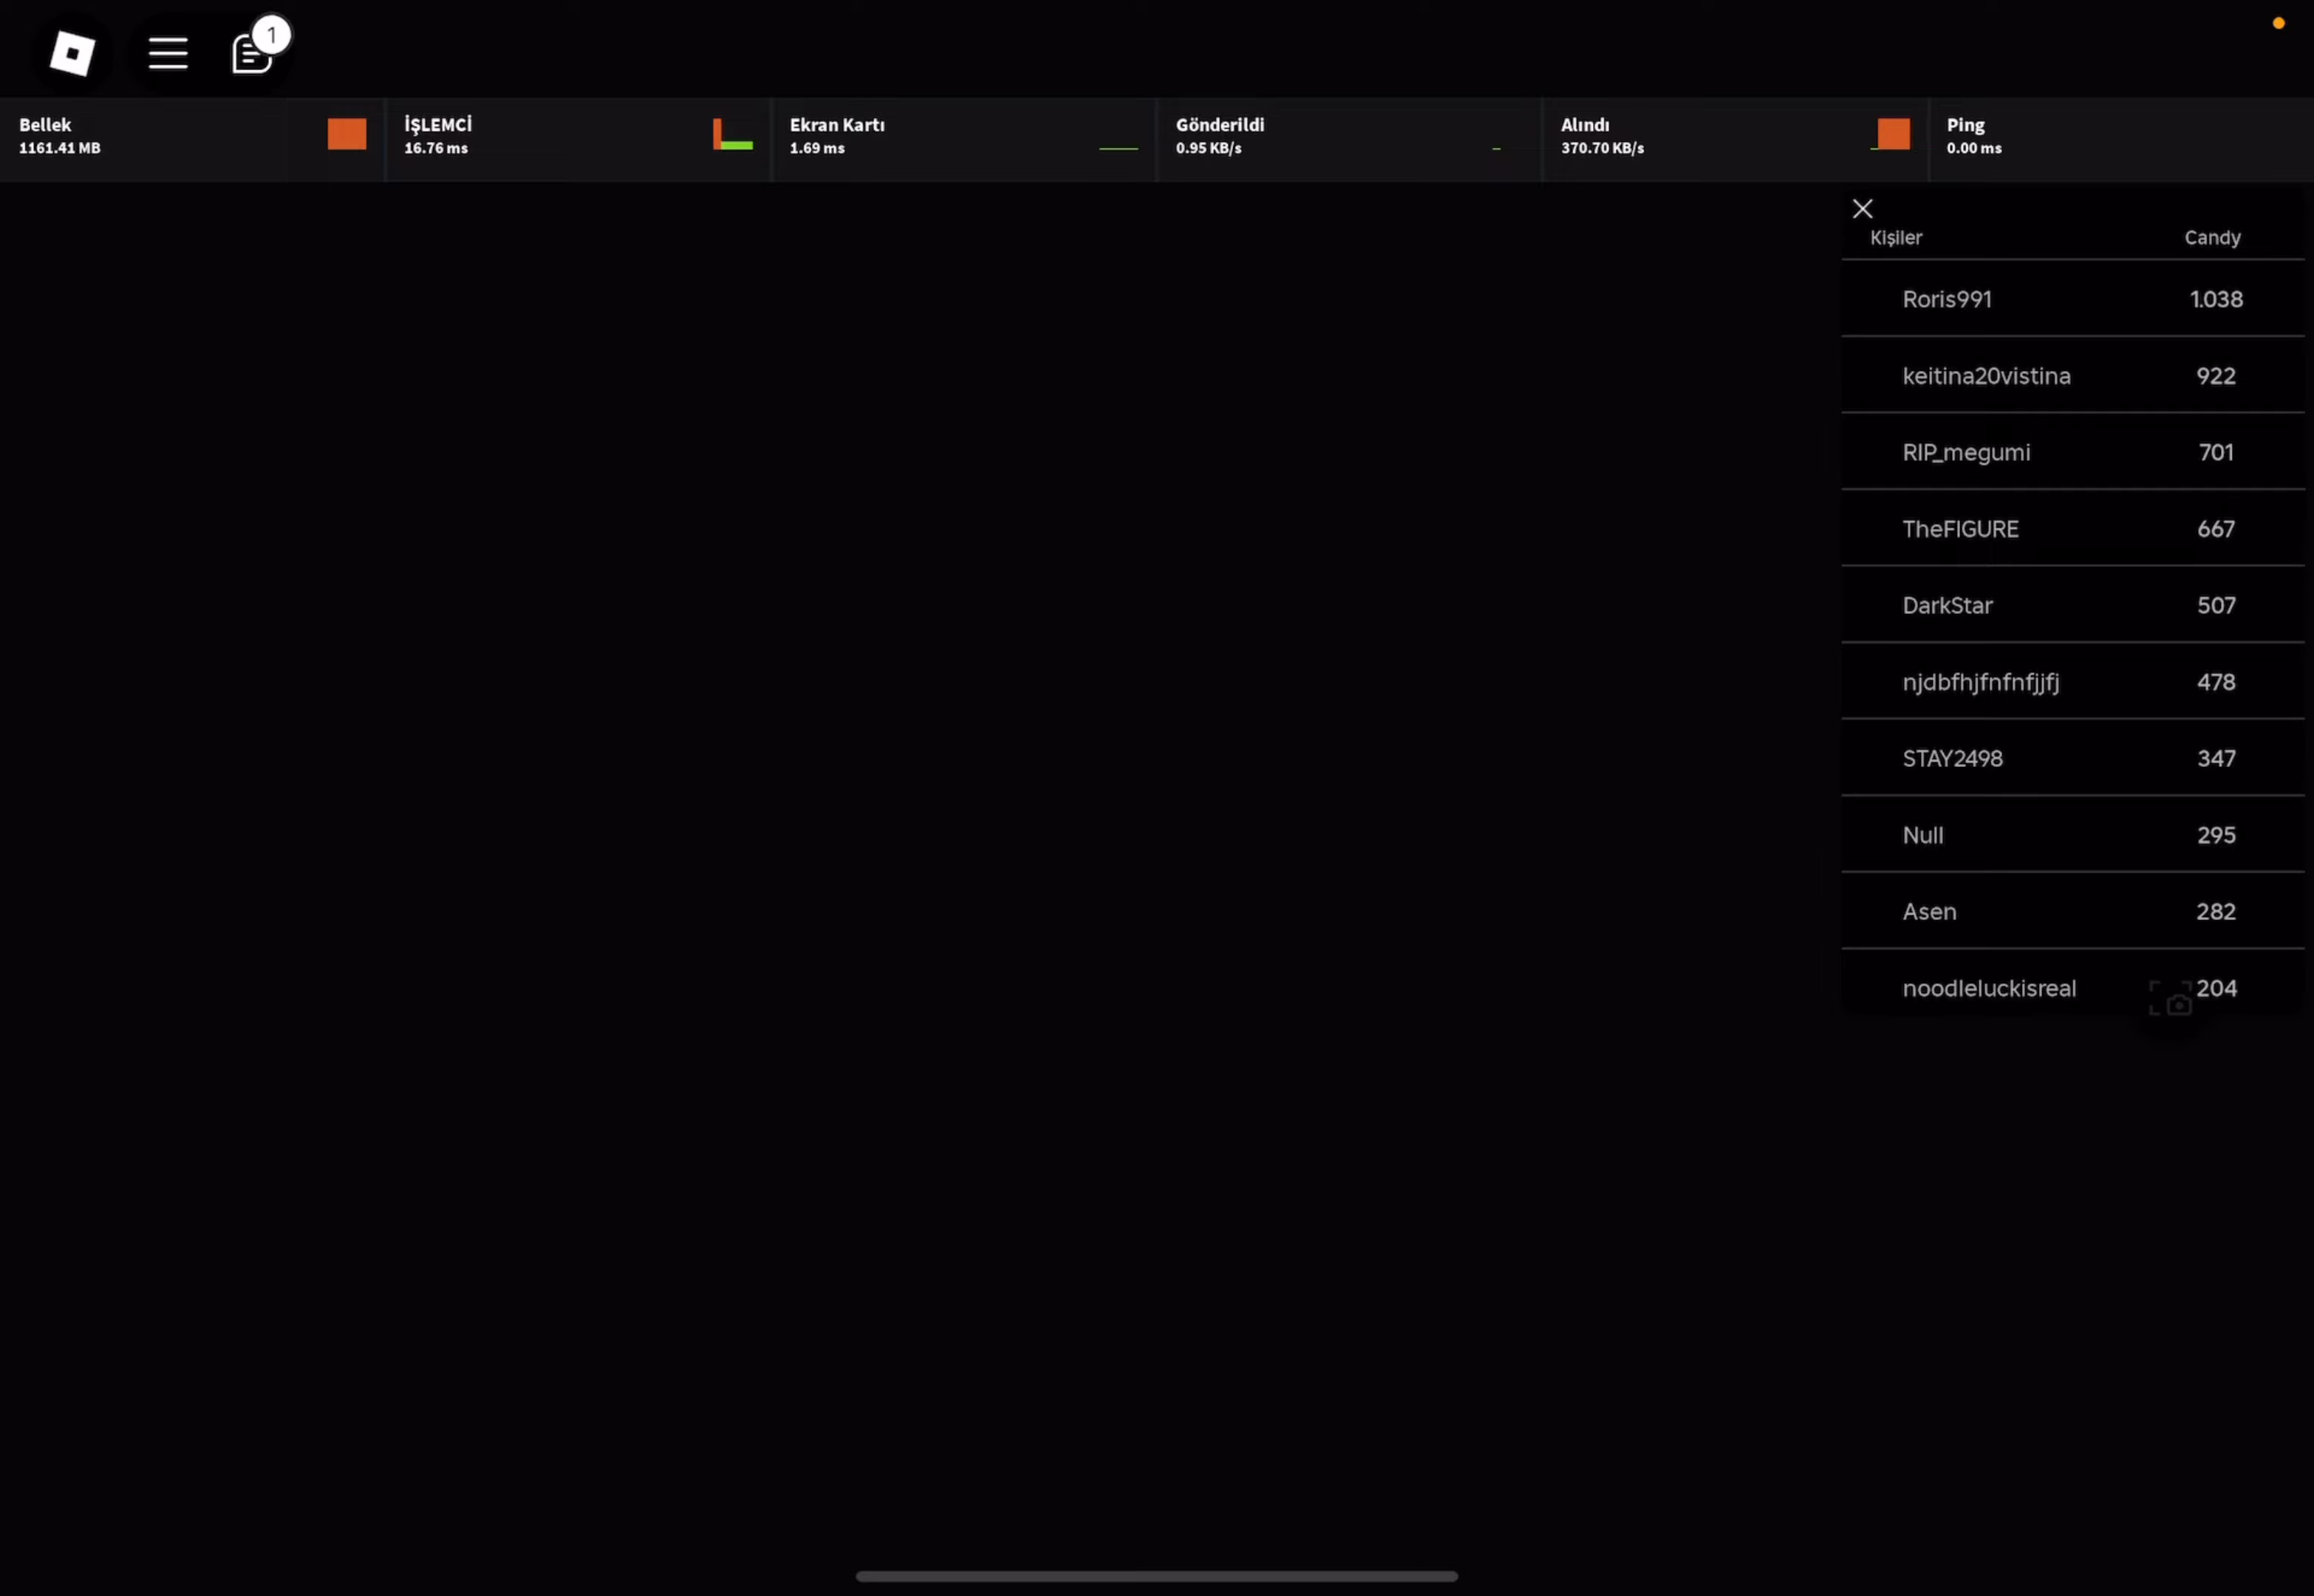 1
Bellek
1161.41 MB
İŞLEMCİ
16.76 ms
Ekran Kartı
1.69 ms
Gönderildi
0.95 KB/s
Alındı
370.70 KB/s
Ping
0.00 ms
Kişiler Candy
Roris991 1.038
keitina20vistina 922
RIP_megumi 701
TheFIGURE 667
DarkStar 507
njdbfhjfnfnfjjfj 478
STAY2498 347
Null 295
Asen 282
noodleluckisreal 204